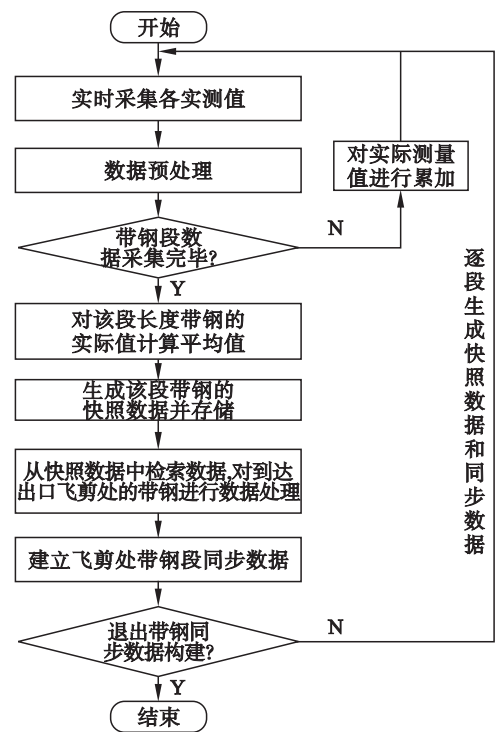 开始
实时采集各实测值
数据预处理
对实际测量
值进行累加
带钢段数
据采集完毕?
N
Y
对该段长度带钢的
实际值计算平均值
生成该段带钢的
快照数据并存储
从快照数据中检索数据,对到达
出口飞剪处的带钢进行数据处理
建立飞剪处带钢段同步数据
退出带钢同
步数据构建?
N
Y
结束
逐段生成快照数据和同步数据